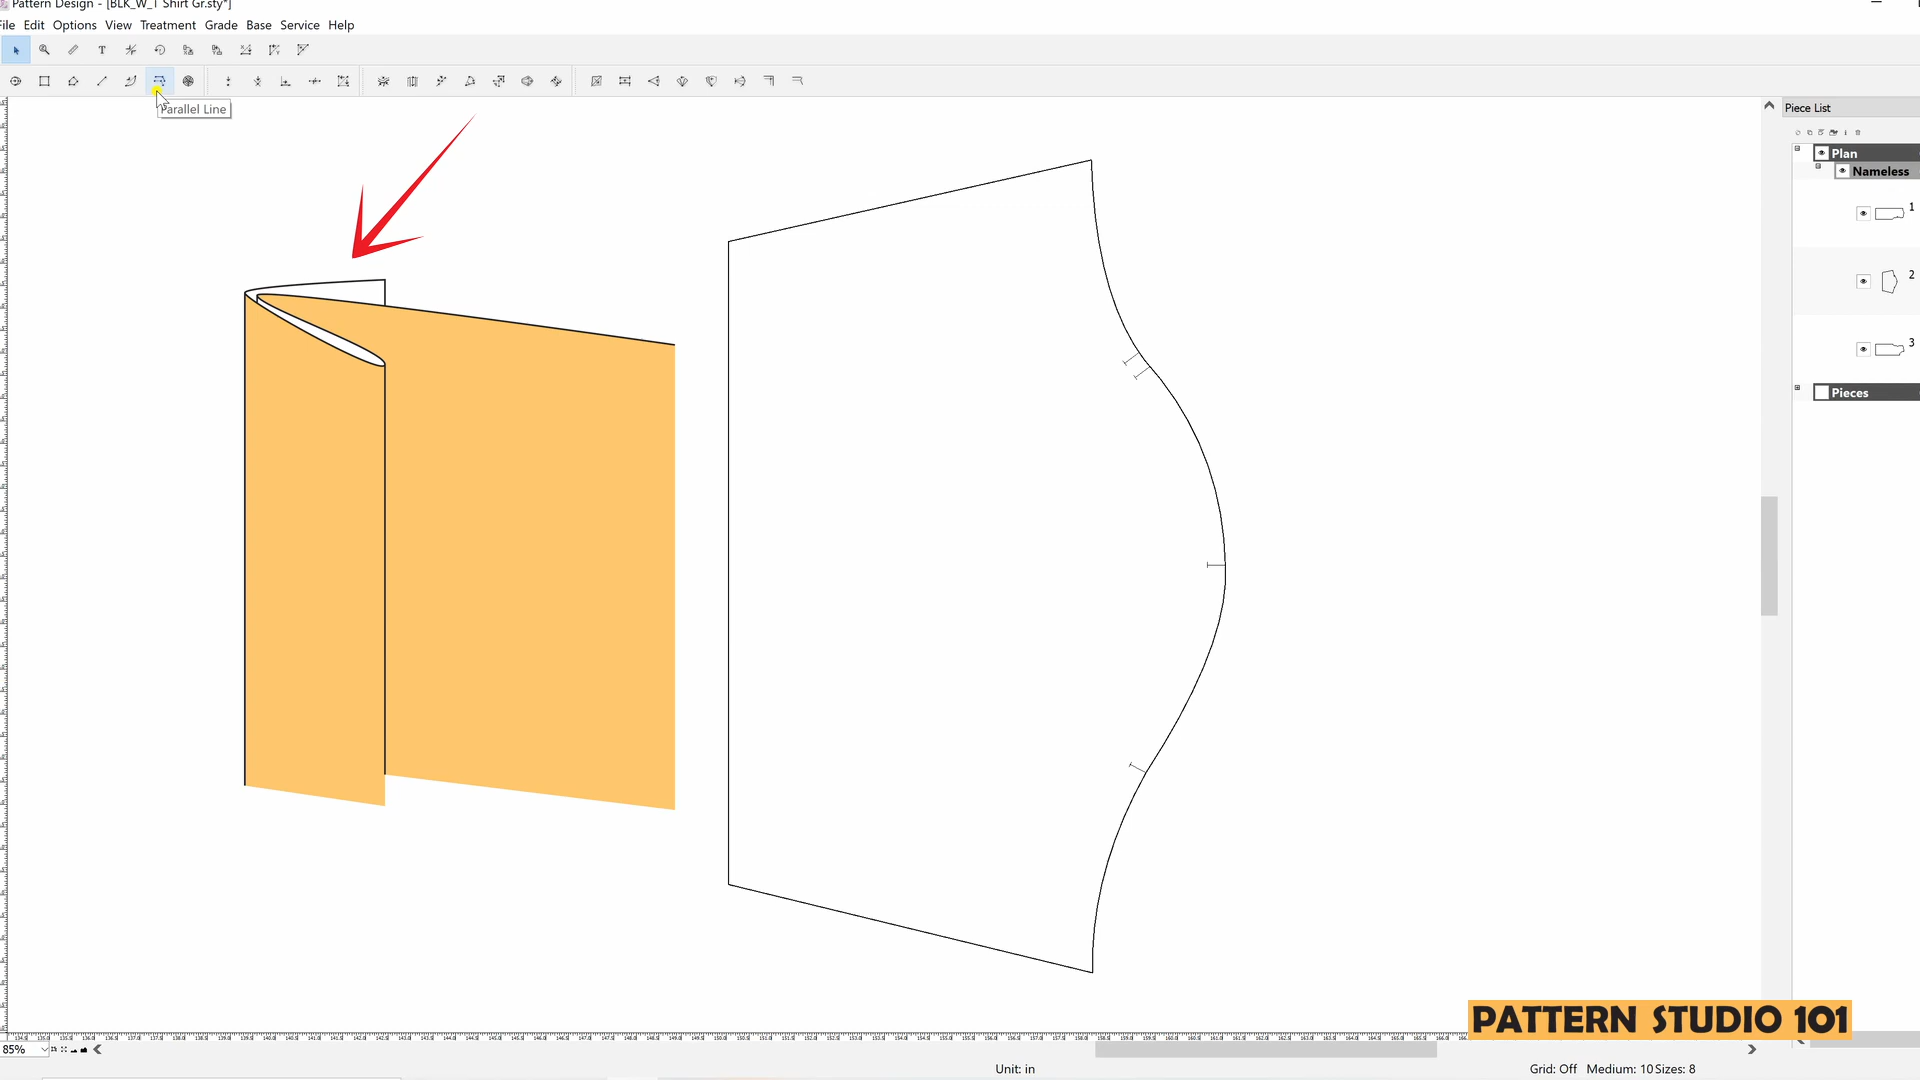 Pattern Design - [BLK_W_T Shirt Gr.sty*]
File Edit Options View Treatment Grade Base Service Help
Parallel Line
Piece List
Plan
Nameless
1
2
3
Pieces
PATTERN STUDIO 101
85%
Unit: in
Grid: Off Medium: 10 Sizes: 8